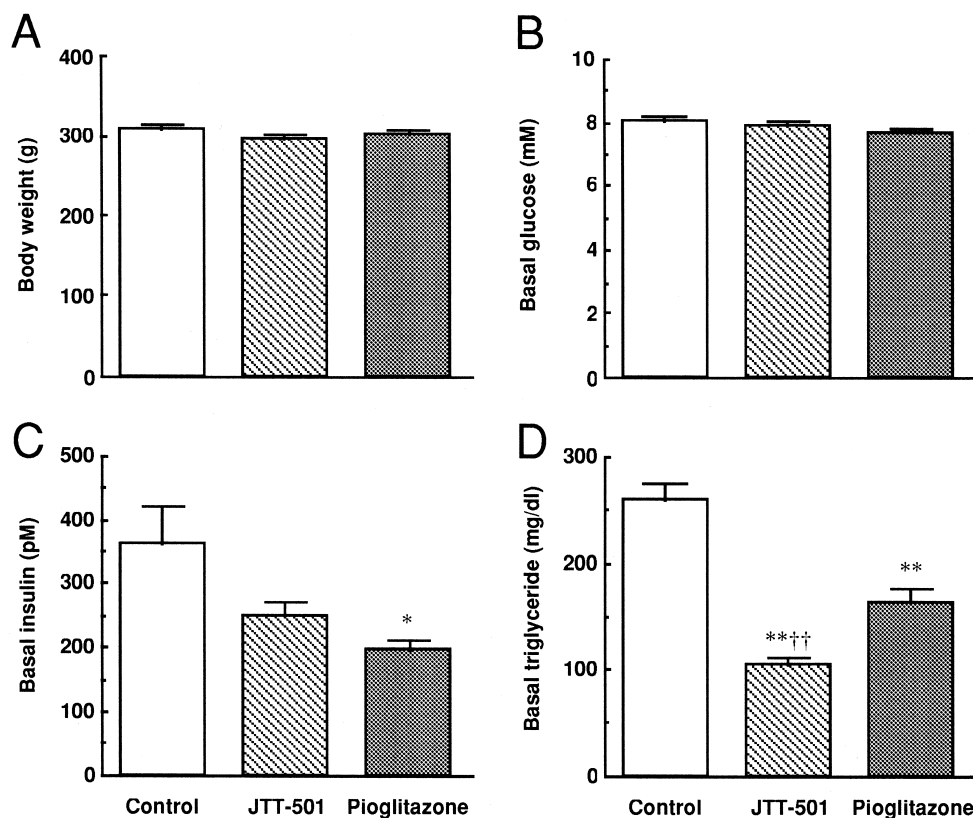 A
400
300
200
100
0
Body weight (g)
B
10
8
6
4
2
0
Basal glucose (mM)
C
500
400
300
200
100
0
Basal insulin (pM)
*
Control JTT-501 Pioglitazone
D
300
200
100
0
Basal triglyceride (mg/dl)
**††
**
Control JTT-501 Pioglitazone